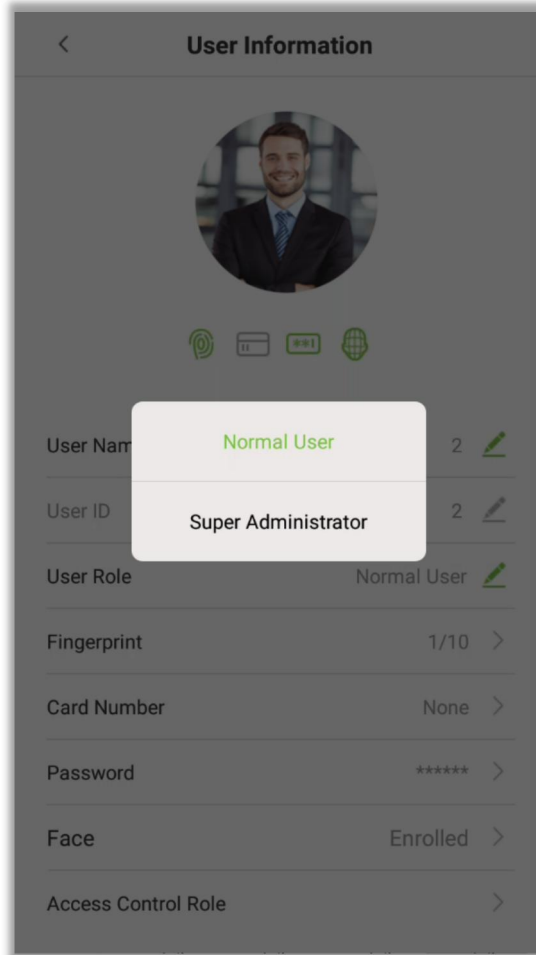 User Information
User Nam
2
Normal User
User ID
2
Super Administrator
User Role
Normal User
Fingerprint
1/10
Card Number
None
Password
******
Face
Enrolled
Access Control Role